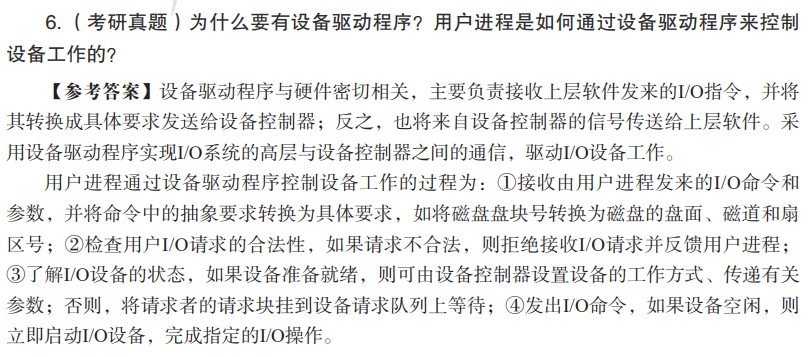 6.（考研真题）为什么要有设备驱动程序？用户进程是如何通过设备驱动程序来控制
设备工作的？
【参考答案】设备驱动程序与硬件密切相关，主要负责接收上层软件发来的I/O指令，并将
其转换成具体要求发送给设备控制器；反之，也将来自设备控制器的信号传送给上层软件。采
用设备驱动程序实现I/O系统的高层与设备控制器之间的通信，驱动I/O设备工作。
用户进程通过设备驱动程序控制设备工作的过程为：①接收由用户进程发来的I/O命令和
参数，并将命令中的抽象要求转换为具体要求，如将磁盘盘块号转换为磁盘的盘面、磁道和扇
区号；②检查用户I/O请求的合法性，如果请求不合法，则拒绝接收I/O请求并反馈用户进程；
③了解I/O设备的状态，如果设备准备就绪，则可由设备控制器设置设备的工作方式、传递有关
参数；否则，将请求者的请求块挂到设备请求队列上等待；④发出I/O命令，如果设备空闲，则
立即启动I/O设备，完成指定的I/O操作。